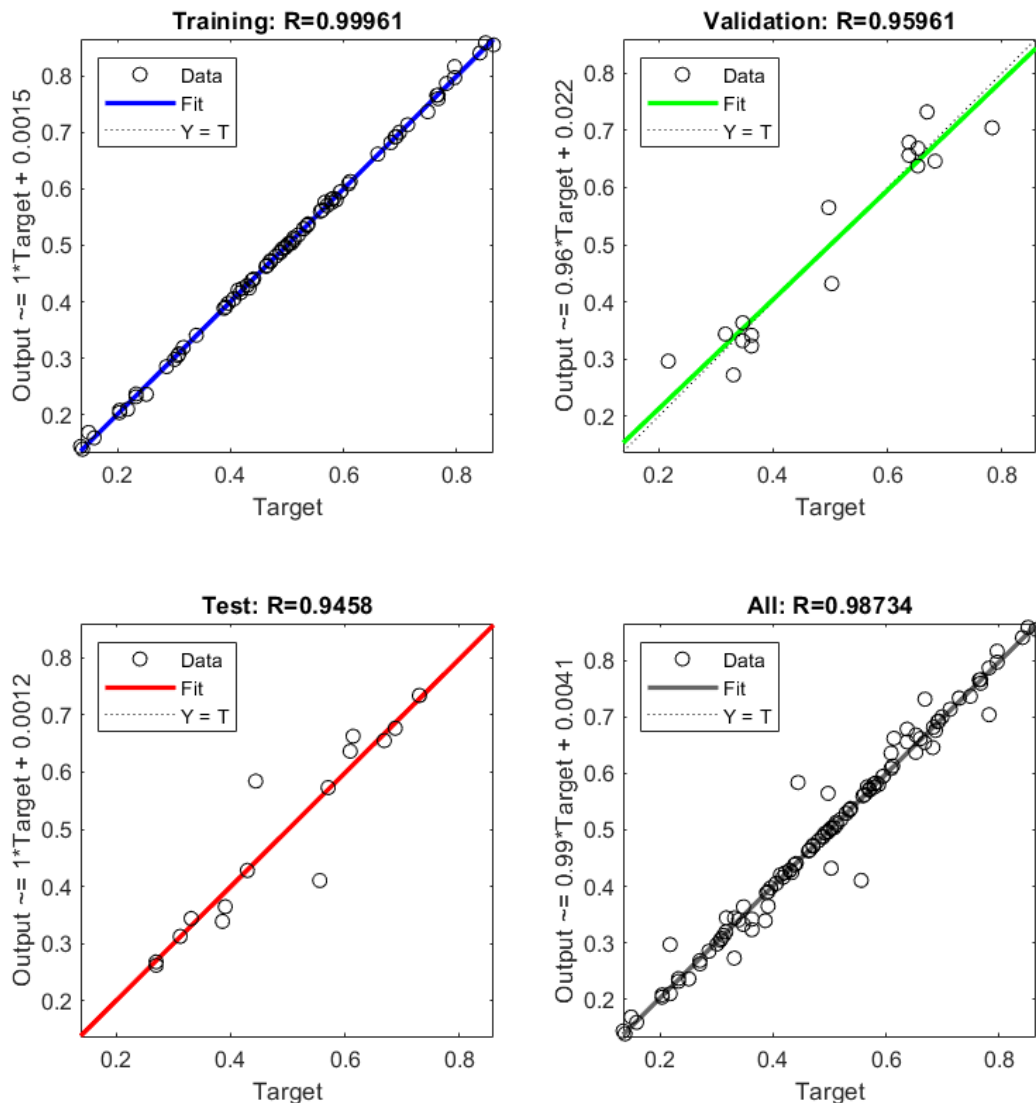 Training: R=0.99961
Data
Fit
Y = T
Output ~= 1*Target + 0.0015
0.8
0.7
0.6
0.5
0.4
0.3
0.2
0.2 0.4 0.6 0.8
Target
Validation: R=0.95961
Data
Fit
Y = T
Output ~= 0.96*Target + 0.022
0.8
0.7
0.6
0.5
0.4
0.3
0.2
0.2 0.4 0.6 0.8
Target
Test: R=0.9458
Data
Fit
Y = T
Output ~= 1*Target + 0.0012
0.8
0.7
0.6
0.5
0.4
0.3
0.2
0.2 0.4 0.6 0.8
Target
All: R=0.98734
Data
Fit
Y = T
Output ~= 0.99*Target + 0.0041
0.8
0.7
0.6
0.5
0.4
0.3
0.2
0.2 0.4 0.6 0.8
Target